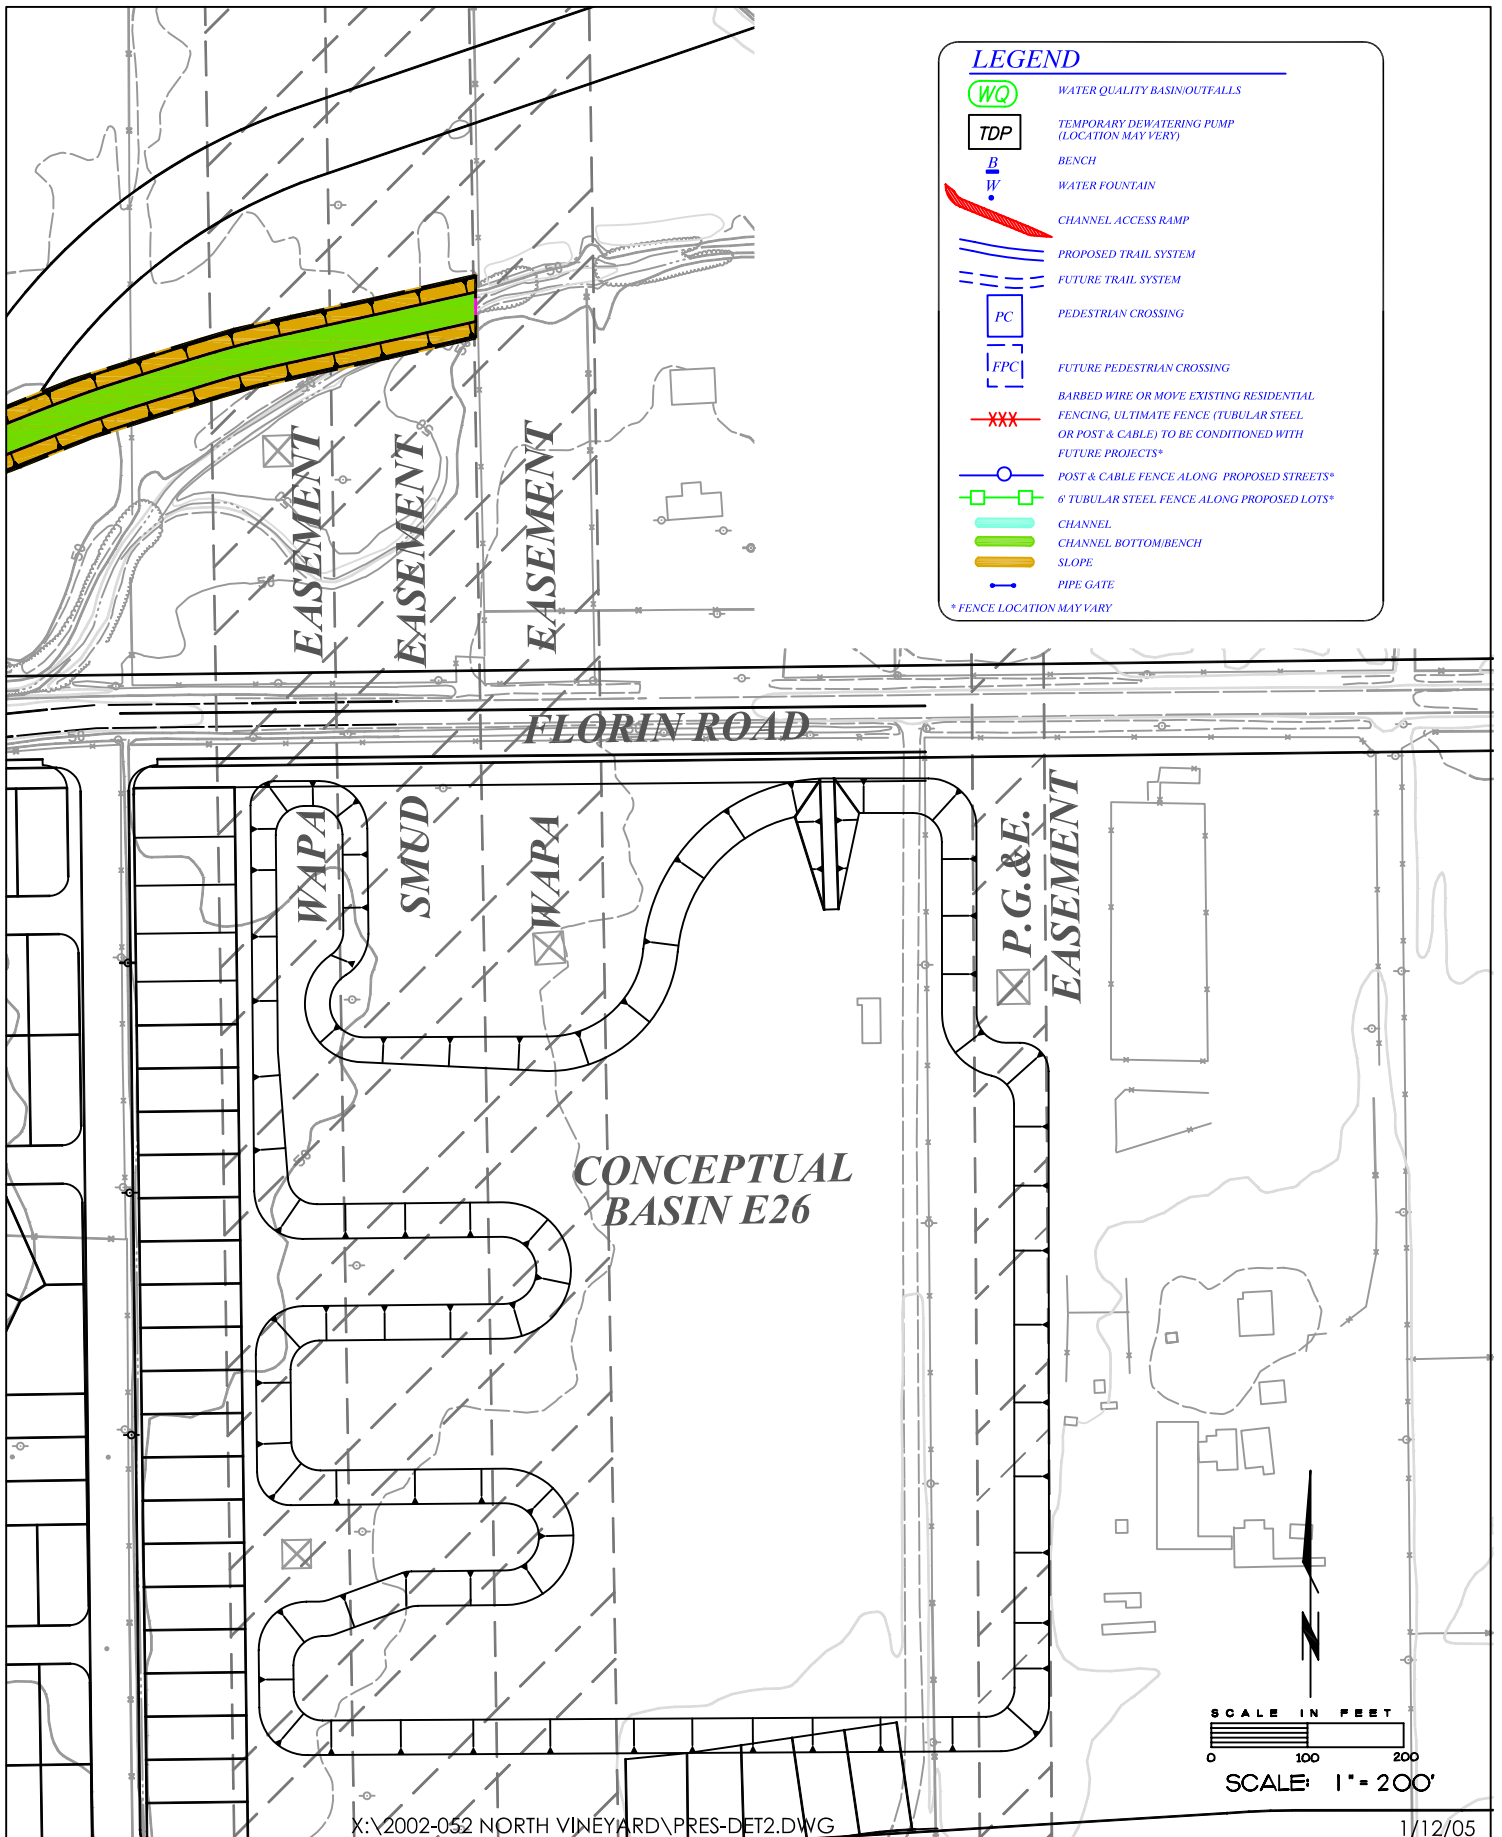 LEGEND
WQ
WATER QUALITY BASIN/OUTFALLS
TDP
TEMPORARY DEWATERING PUMP
(LOCATION MAY VERY)
B
BENCH
W
WATER FOUNTAIN
CHANNEL ACCESS RAMP
PROPOSED TRAIL SYSTEM
FUTURE TRAIL SYSTEM
PC
PEDESTRIAN CROSSING
FPC
FUTURE PEDESTRIAN CROSSING
BARBED WIRE OR MOVE EXISTING RESIDENTIAL
XXX
FENCING, ULTIMATE FENCE (TUBULAR STEEL
OR POST & CABLE) TO BE CONDITIONED WITH
FUTURE PROJECTS*
POST & CABLE FENCE ALONG PROPOSED STREETS*
6' TUBULAR STEEL FENCE ALONG PROPOSED LOTS*
CHANNEL
CHANNEL BOTTOM/BENCH
SLOPE
PIPE GATE
* FENCE LOCATION MAY VARY
50
50
50
50
50
EASEMENT
EASEMENT
EASEMENT
FLORIN ROAD
WAPA
SMUD
WAPA
P.G.&E.
EASEMENT
CONCEPTUAL
BASIN E26
N
SCALE IN FEET
0 100 200
SCALE: 1"=200'
X:\2002-052 NORTH VINEYARD\PRES-DET2.DWG
1/12/05